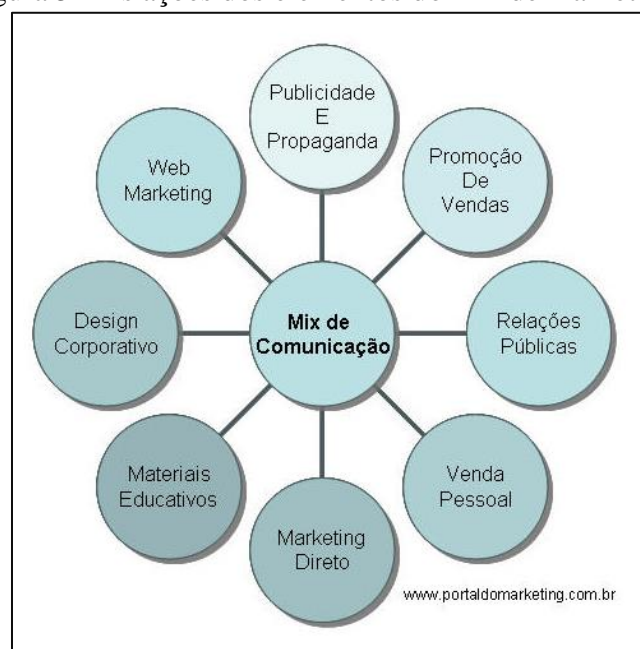 Publicidade
E
Propaganda
Promoção
De
Vendas
Relações
Públicas
Venda
Pessoal
Marketing
Direto
Materiais
Educativos
Design
Corporativo
Web
Marketing
Mix de
Comunicação
www.portaldomarketing.com.br